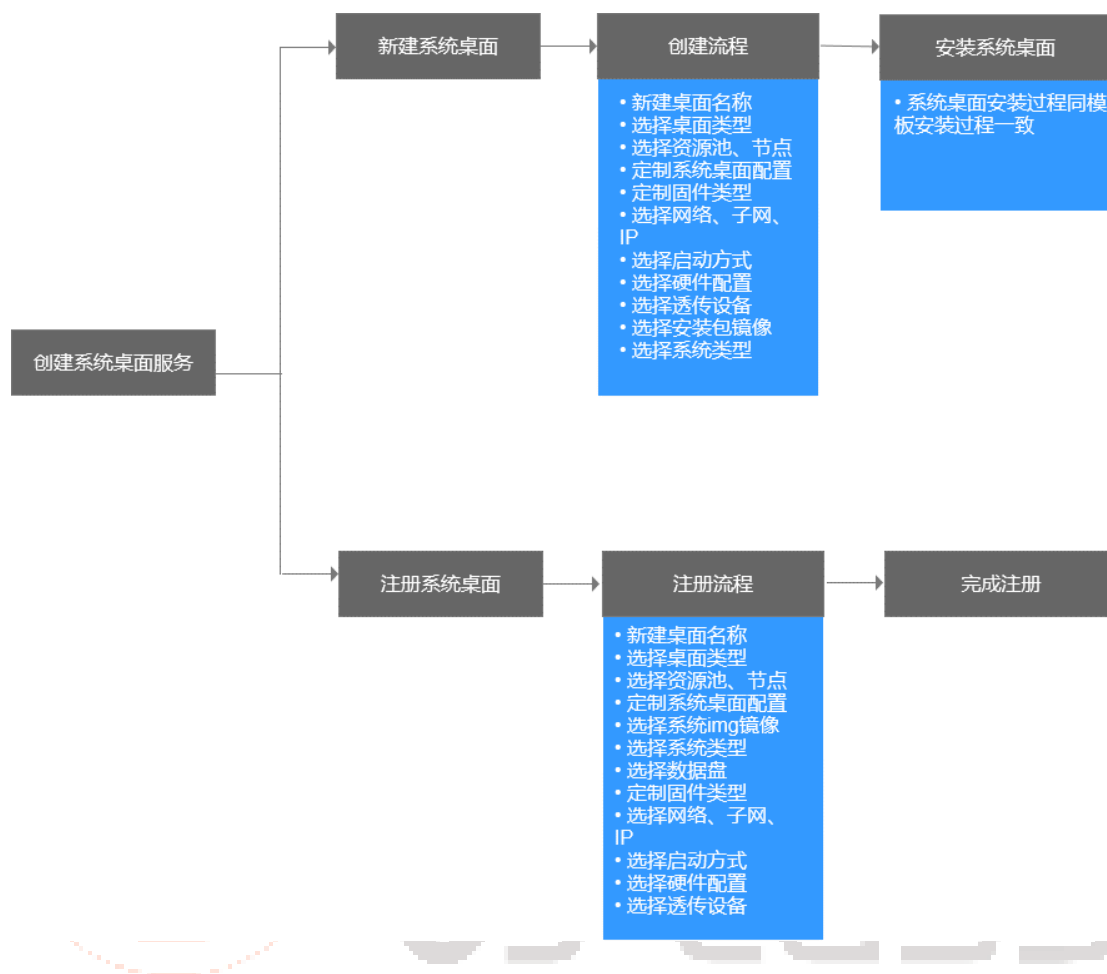 新建系统桌面
创建流程
安装系统桌面
• 新建桌面名称
• 选择桌面类型
• 选择资源池、节点
• 定制系统桌面配置
• 定制固件类型
• 选择网络、子网、
IP
• 选择启动方式
• 选择硬件配置
• 选择透传设备
• 选择安装包镜像
• 选择系统类型
• 系统桌面安装过程同模
板安装过程一致
创建系统桌面服务
注册系统桌面
注册流程
完成注册
• 新建桌面名称
• 选择桌面类型
• 选择资源池、节点
• 定制系统桌面配置
• 选择系统img镜像
• 选择系统类型
• 选择数据盘
• 定制固件类型
• 选择网络、子网、
IP
• 选择启动方式
• 选择硬件配置
• 选择透传设备